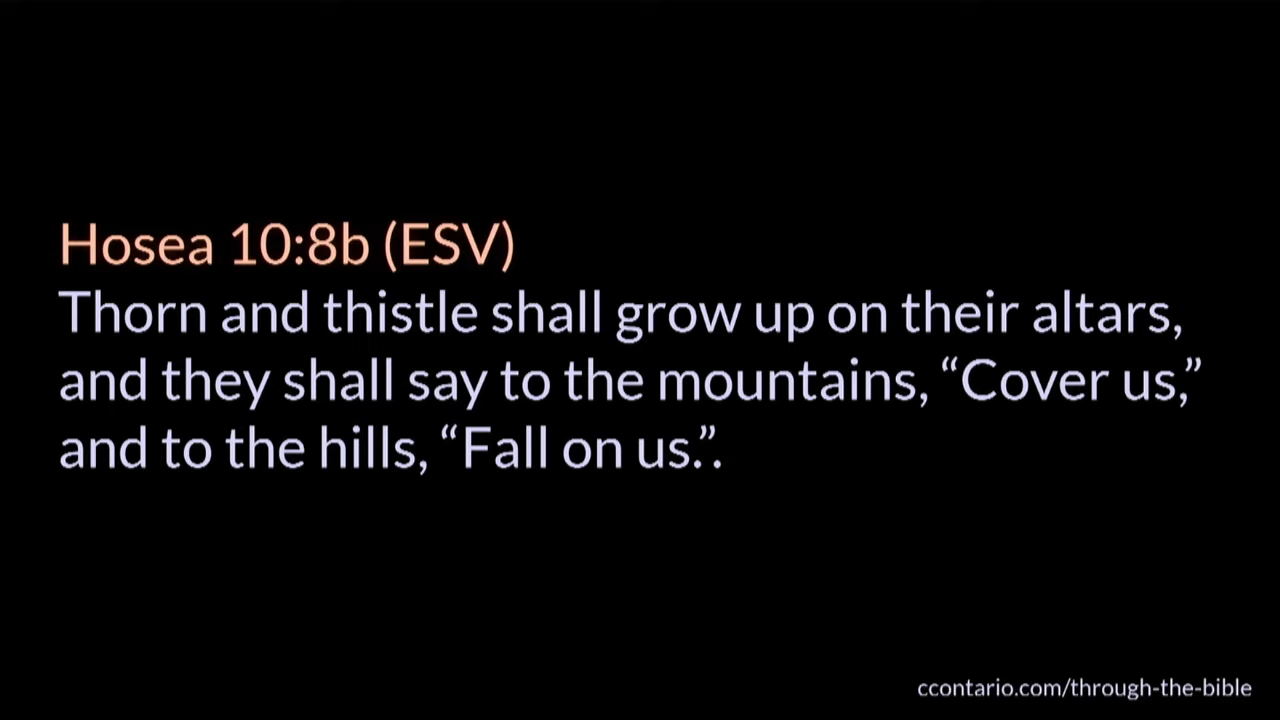 Hosea 10:8b (ESV)
Thorn and thistle shall grow up on their altars,
and they shall say to the mountains, “Cover us,”
and to the hills, “Fall on us.”.
ccontario.com/through-the-bible